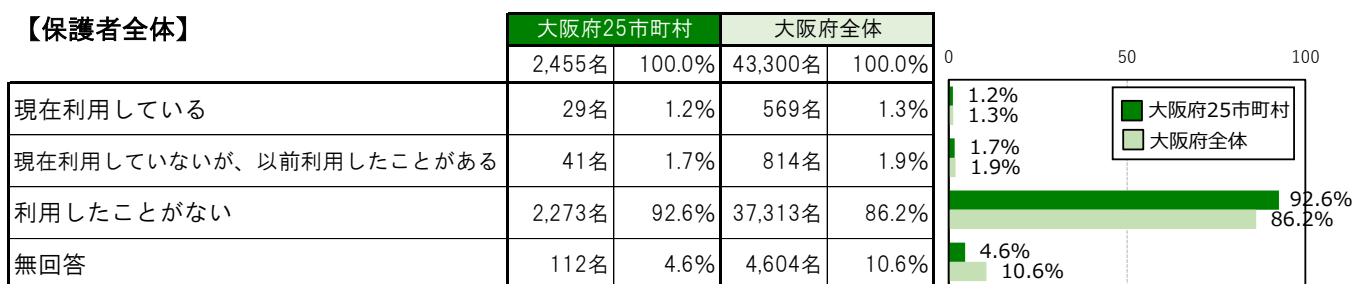 【保護者全体】
大阪府25市町村 大阪府全体
2,455名 100.0% 43,300名 100.0%
現在利用している 29名 1.2% 569名 1.3%
現在利用していないが、以前利用したことがある 41名 1.7% 814名 1.9%
利用したことがない 2,273名 92.6% 37,313名 86.2%
無回答 112名 4.6% 4,604名 10.6%
0 50 100
1.2%
1.3%
1.7%
1.9%
92.6%
86.2%
4.6%
10.6%
大阪府25市町村
大阪府全体